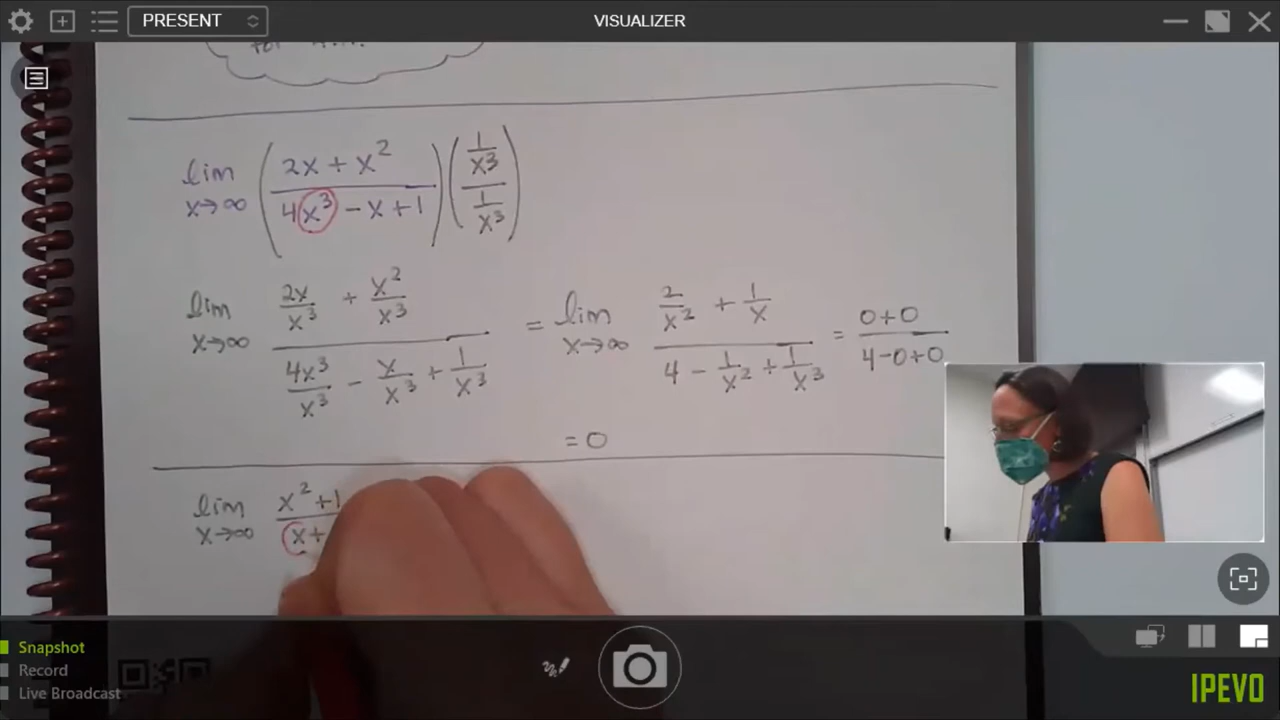 PRESENT
VISUALIZER
lim x→∞ ((2x + x²)/(4x³ - x + 1)) ((1/x³)/(1/x³))
lim x→∞ (2x/x³ + x²/x³)/(4x³/x³ - x/x³ + 1/x³) = lim x→∞ (2/x² + 1/x)/(4 - 1/x² + 1/x³) = (0+0)/(4-0+0)
= 0
lim x→∞ (x² + 1)/(x +
Snapshot
Record
Live Broadcast
IPEVO